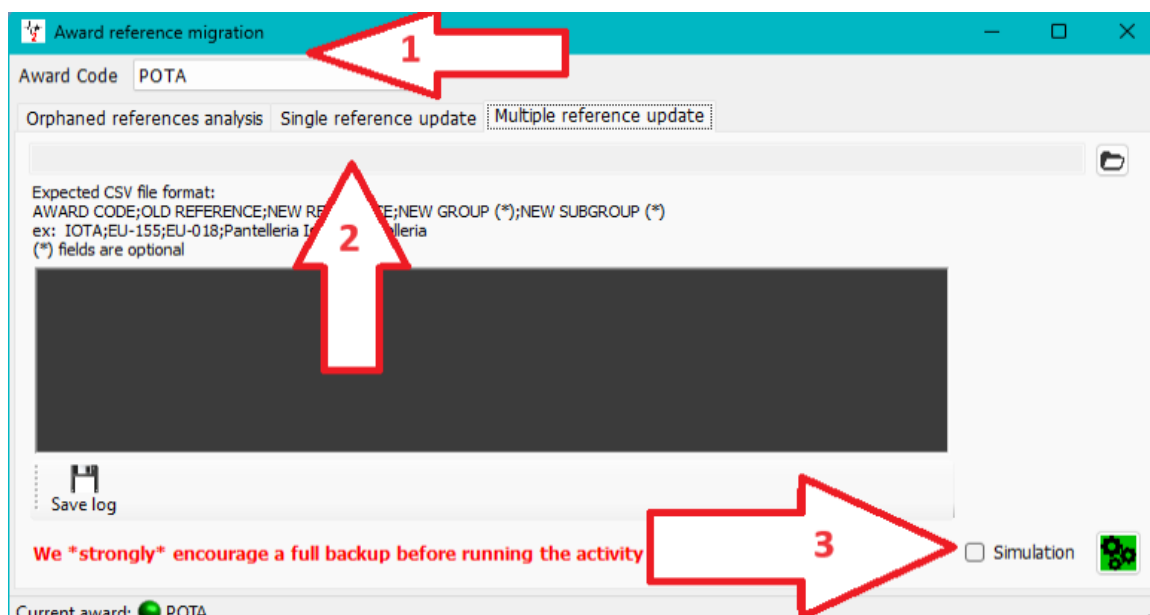 Award reference migration
1
Award Code POTA
Orphaned references analysis Single reference update Multiple reference update
Expected CSV file format:
AWARD CODE;OLD REFERENCE;NEW RE CE;NEW GROUP (*);NEW SUBGROUP (*)
ex: IOTA;EU-155;EU-018;Pantelleria I lleria
(*) fields are optional
2
Save log
We *strongly* encourage a full backup before running the activity
3
Simulation
Current award: POTA